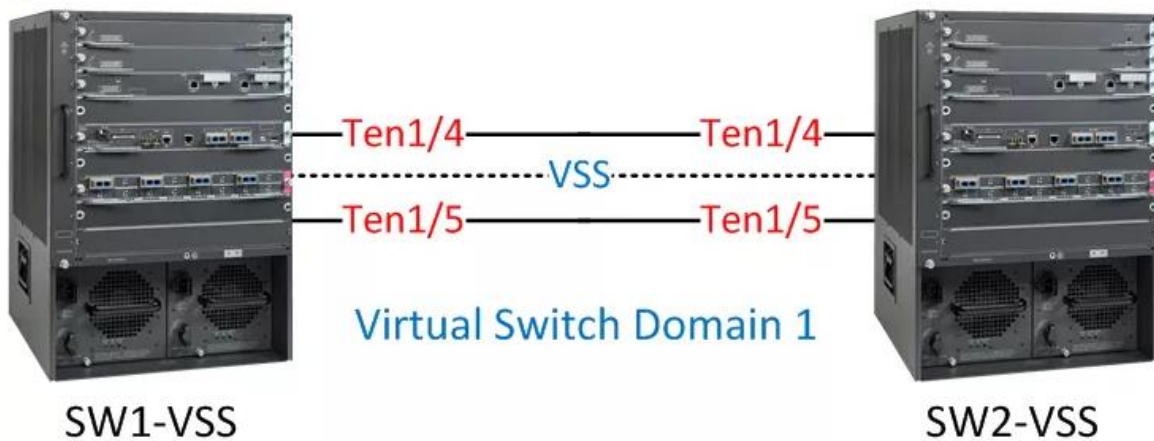 Ten1/4 Ten1/4
VSS
Ten1/5 Ten1/5
Virtual Switch Domain 1
SW1-VSS SW2-VSS